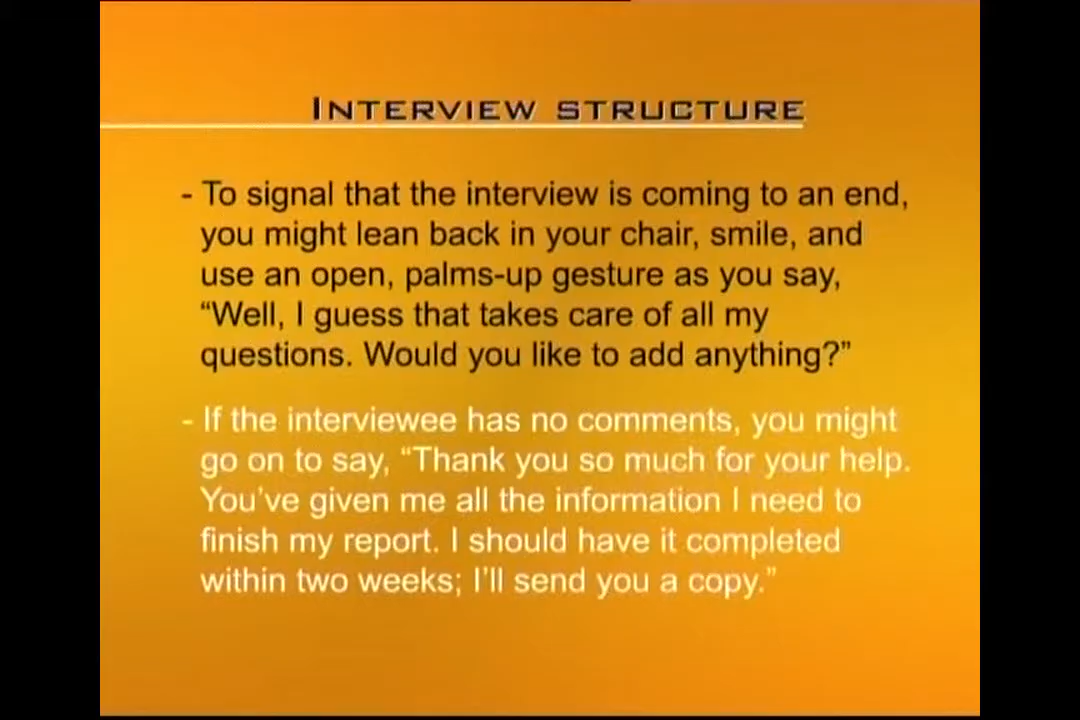 INTERVIEW STRUCTURE
- To signal that the interview is coming to an end,
you might lean back in your chair, smile, and
use an open, palms-up gesture as you say,
“Well, I guess that takes care of all my
questions. Would you like to add anything?”
- If the interviewee has no comments, you might
go on to say, “Thank you so much for your help.
You’ve given me all the information I need to
finish my report. I should have it completed
within two weeks; I’ll send you a copy.”